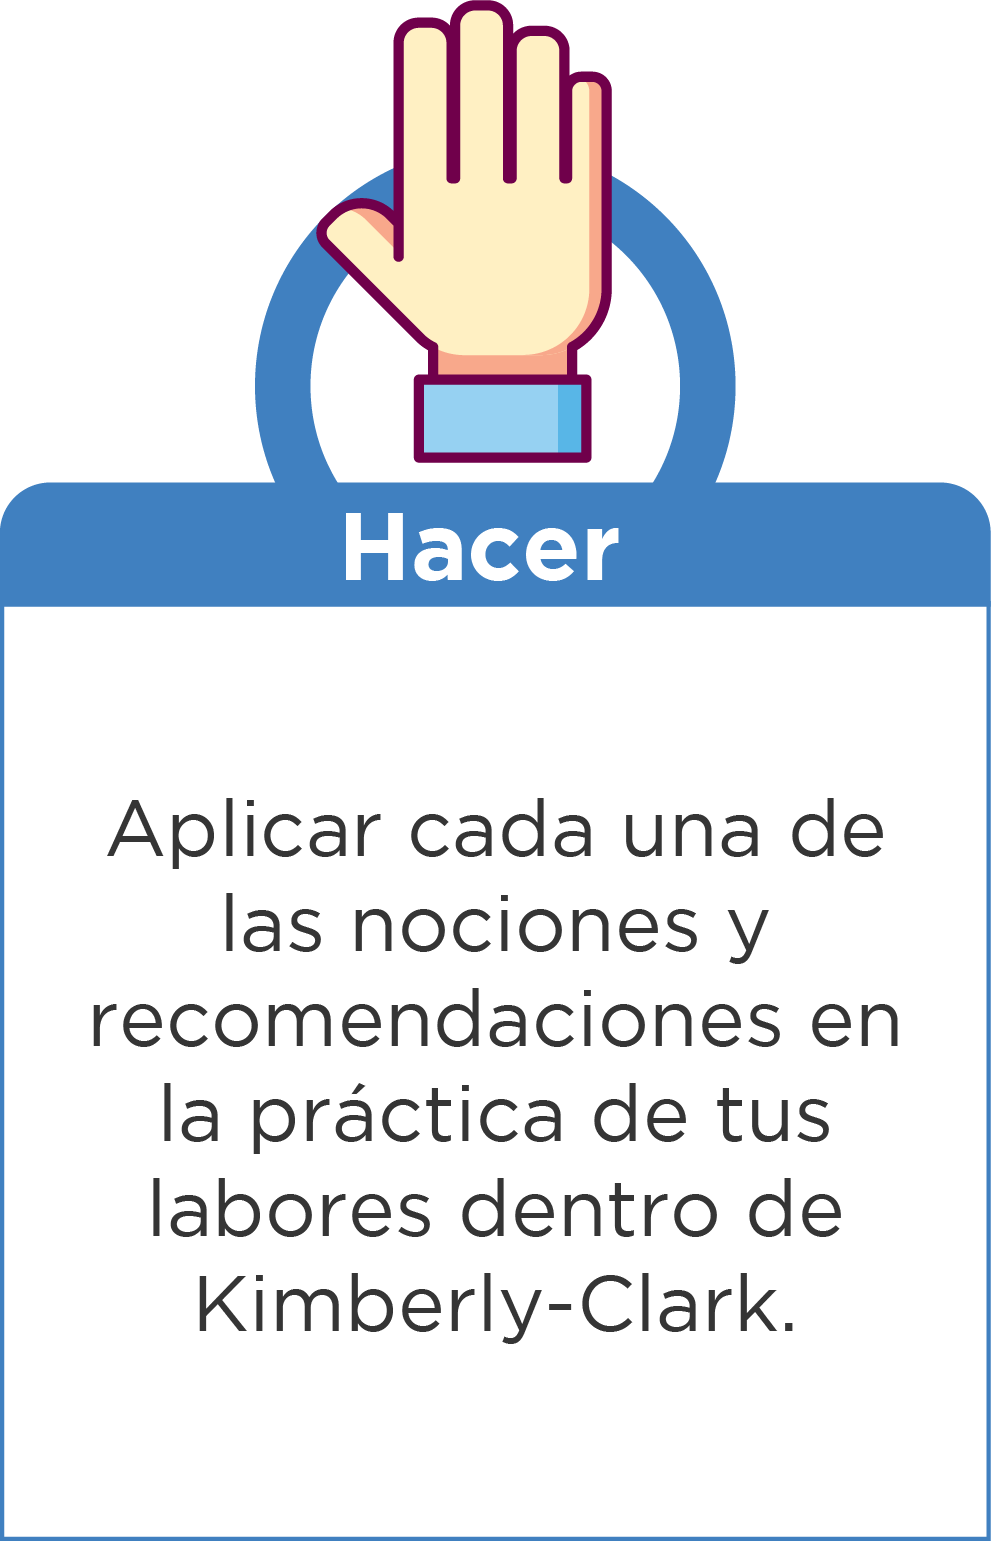 Hacer
Aplicar cada una de
las nociones y
recomendaciones en
la práctica de tus
labores dentro de
Kimberly-Clark.